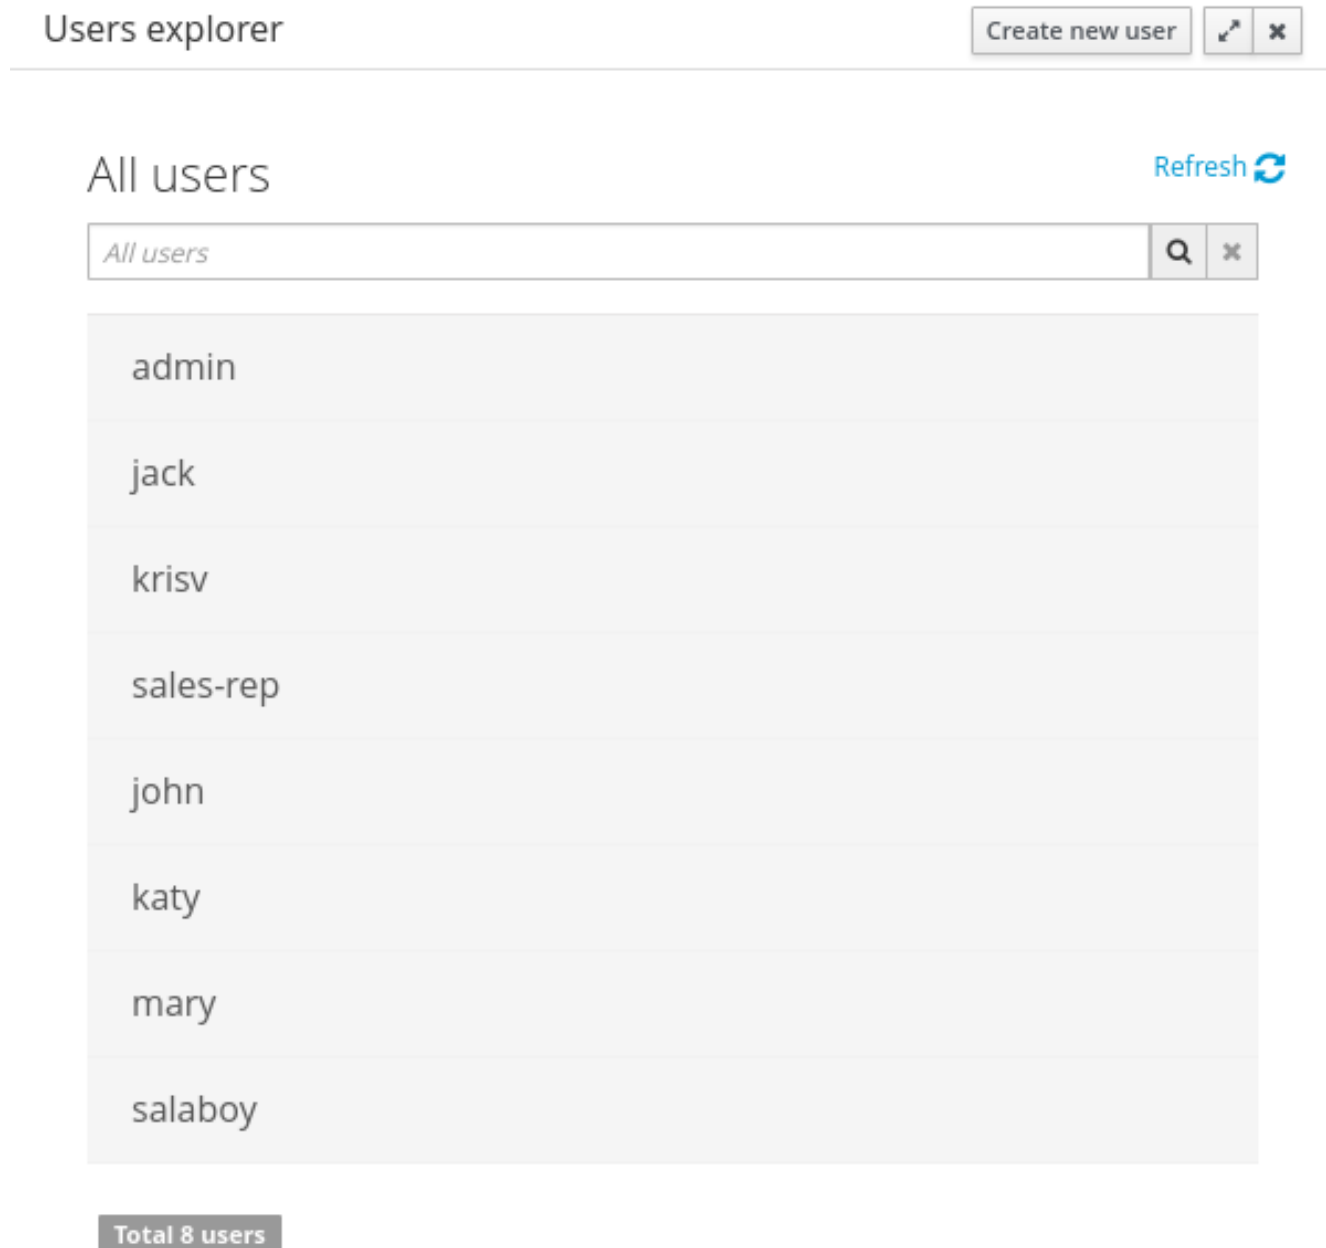 Users explorer
Create new user
All users
Refresh
All users
admin
jack
krisv
sales-rep
john
katy
mary
salaboy
Total 8 users